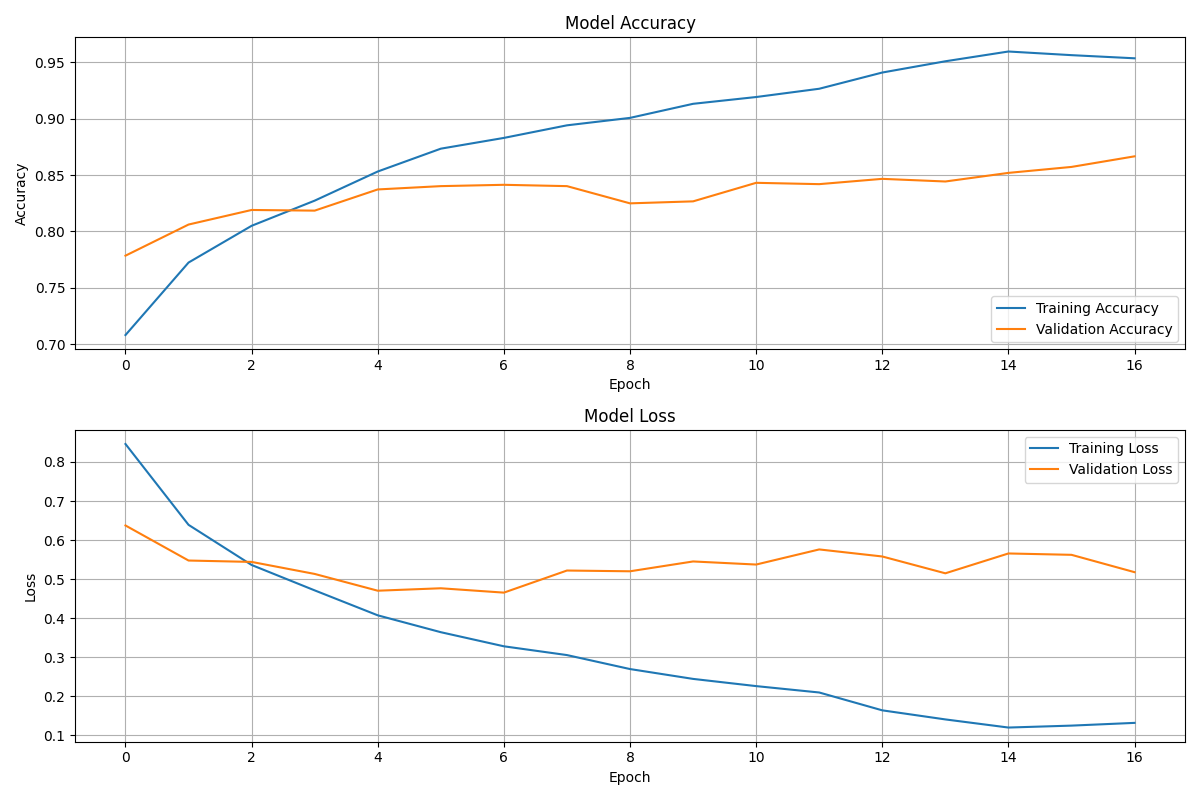 Model Accuracy
0.95
0.90
0.85
0.80
0.75
0.70
Accuracy
Training Accuracy
Validation Accuracy
0 2 4 6 8 10 12 14 16
Epoch
Model Loss
0.8
0.7
0.6
0.5
0.4
0.3
0.2
0.1
Loss
Training Loss
Validation Loss
0 2 4 6 8 10 12 14 16
Epoch